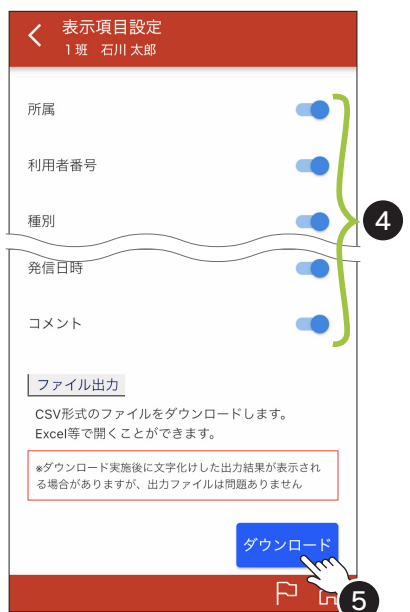 表示項目設定
1班 石川 太郎
所属
利用者番号
種別
4
発信日時
コメント
ファイル出力
CSV形式のファイルをダウンロードします。
Excel等で開くことができます。
※ダウンロード実施後に文字化けした出力結果が表示され
る場合がありますが、出力ファイルは問題ありません
ダウンロード
5